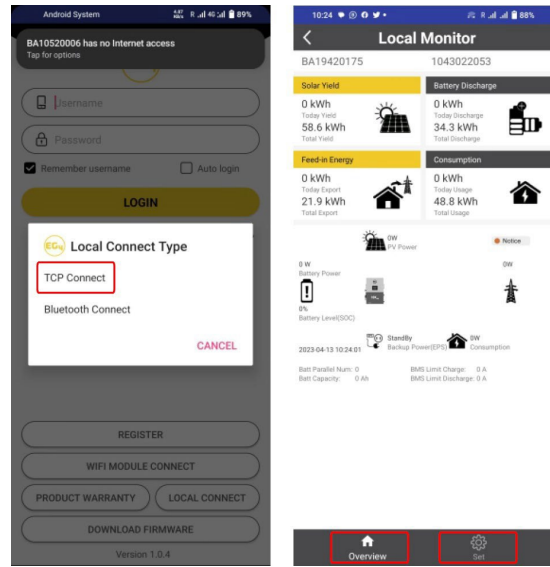 Android System
4G 89%
BA10520006 has no Internet access
Tap for options
Username
Password
Remember username
Auto login
LOGIN
EG4
Local Connect Type
TCP Connect
Bluetooth Connect
CANCEL
REGISTER
WIFI MODULE CONNECT
PRODUCT WARRANTY
LOCAL CONNECT
DOWNLOAD FIRMWARE
Version 1.0.4
10:24
R 88%
Local Monitor
BA19420175
1043022053
Solar Yield
0 kWh
Today Yield
58.6 kWh
Total Yield
Battery Discharge
0 kWh
Today Discharge
34.3 kWh
Total Discharge
Feed-in Energy
0 kWh
Today Export
21.9 kWh
Total Export
Consumption
0 kWh
Today Usage
48.8 kWh
Total Usage
0W
PV Power
Notice
0 W
Battery Power
0W
0%
Battery Level(SOC)
2023-04-13 10:24:01
StandBy
Backup Power(EPS)
0W
Consumption
Batt Parallel Num: 0
BMS Limit Charge: 0 A
Batt Capacity: 0 Ah
BMS Limit Discharge: 0 A
Overview
Set